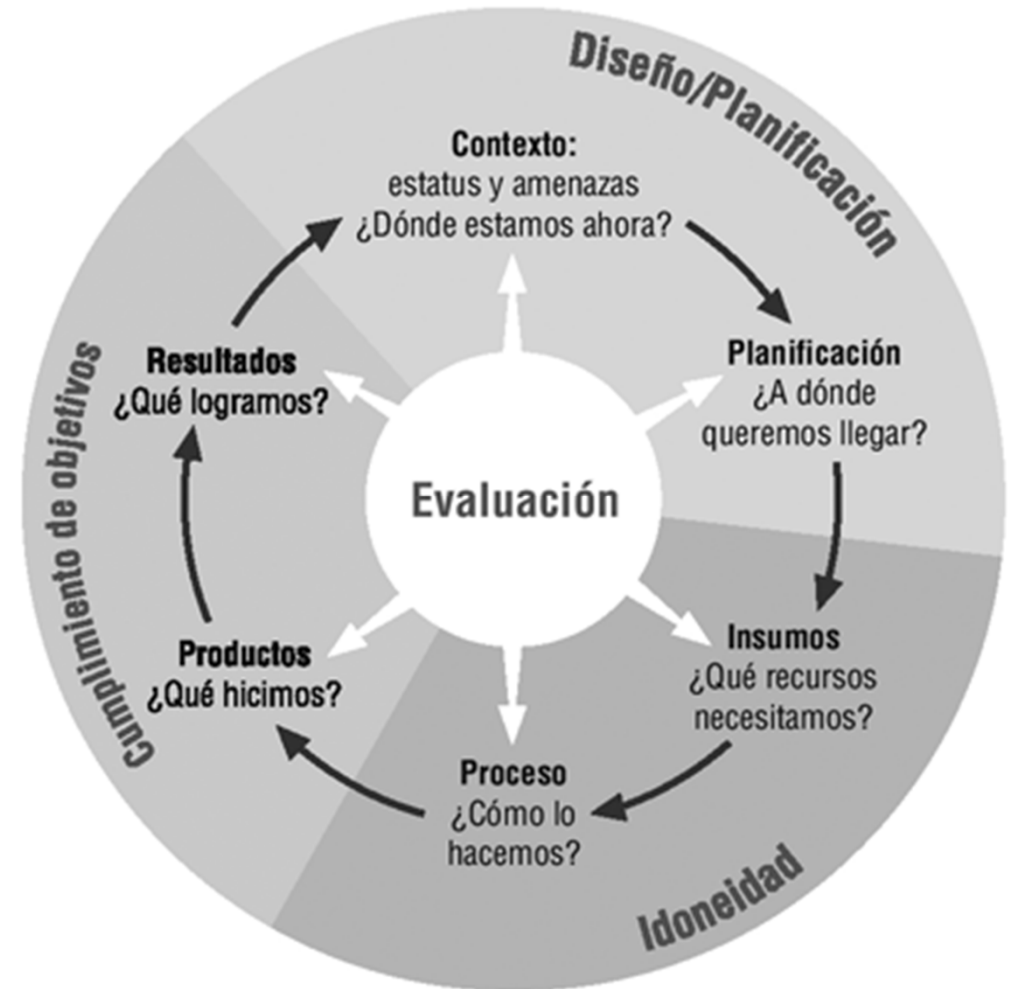 Diseño/Planificación
Contexto:
estatus y amenazas
¿Dónde estamos ahora?
Planificación
¿A dónde
queremos llegar?
Insumos
¿Qué recursos
necesitamos?
Idoneidad
Proceso
¿Cómo lo
hacemos?
Productos
¿Qué hicimos?
Resultados
¿Qué logramos?
Cumplimiento de objetivos
Evaluación